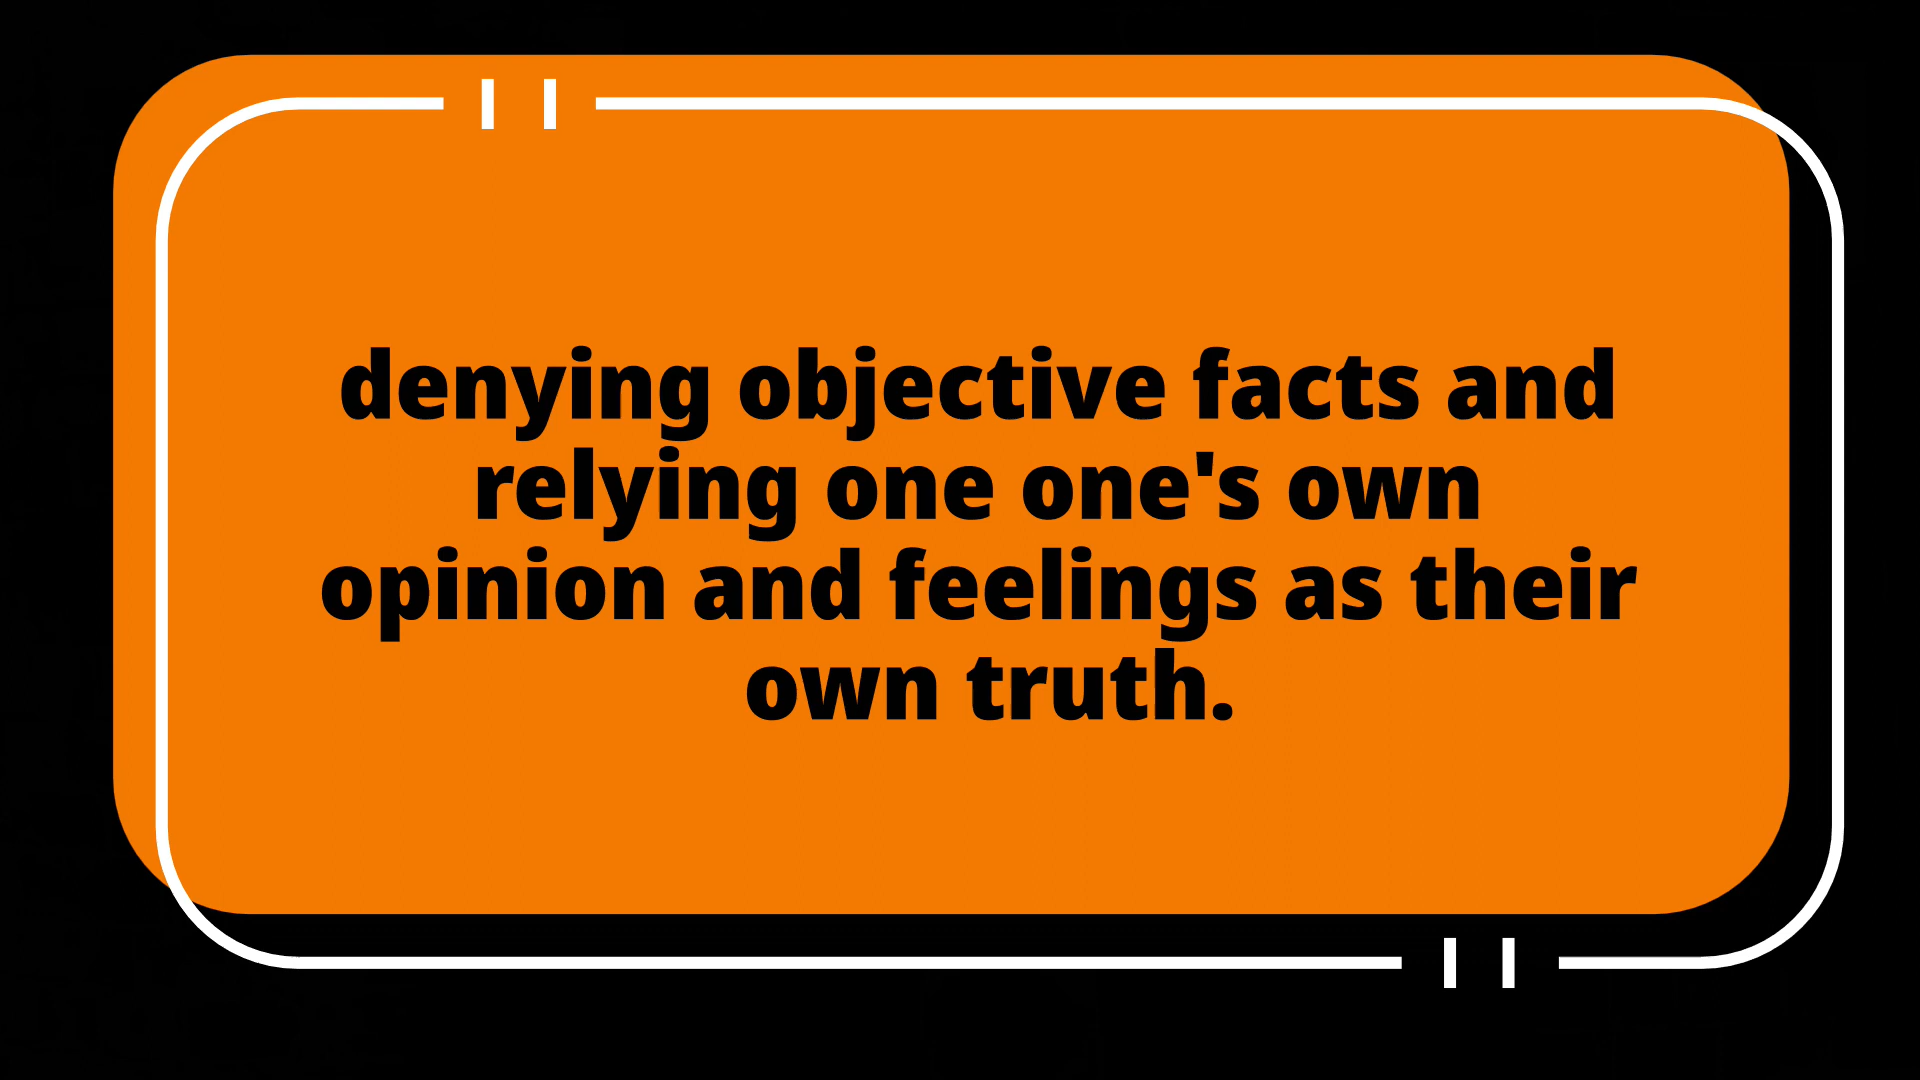 denying objective facts and
relying one one's own
opinion and feelings as their
own truth.